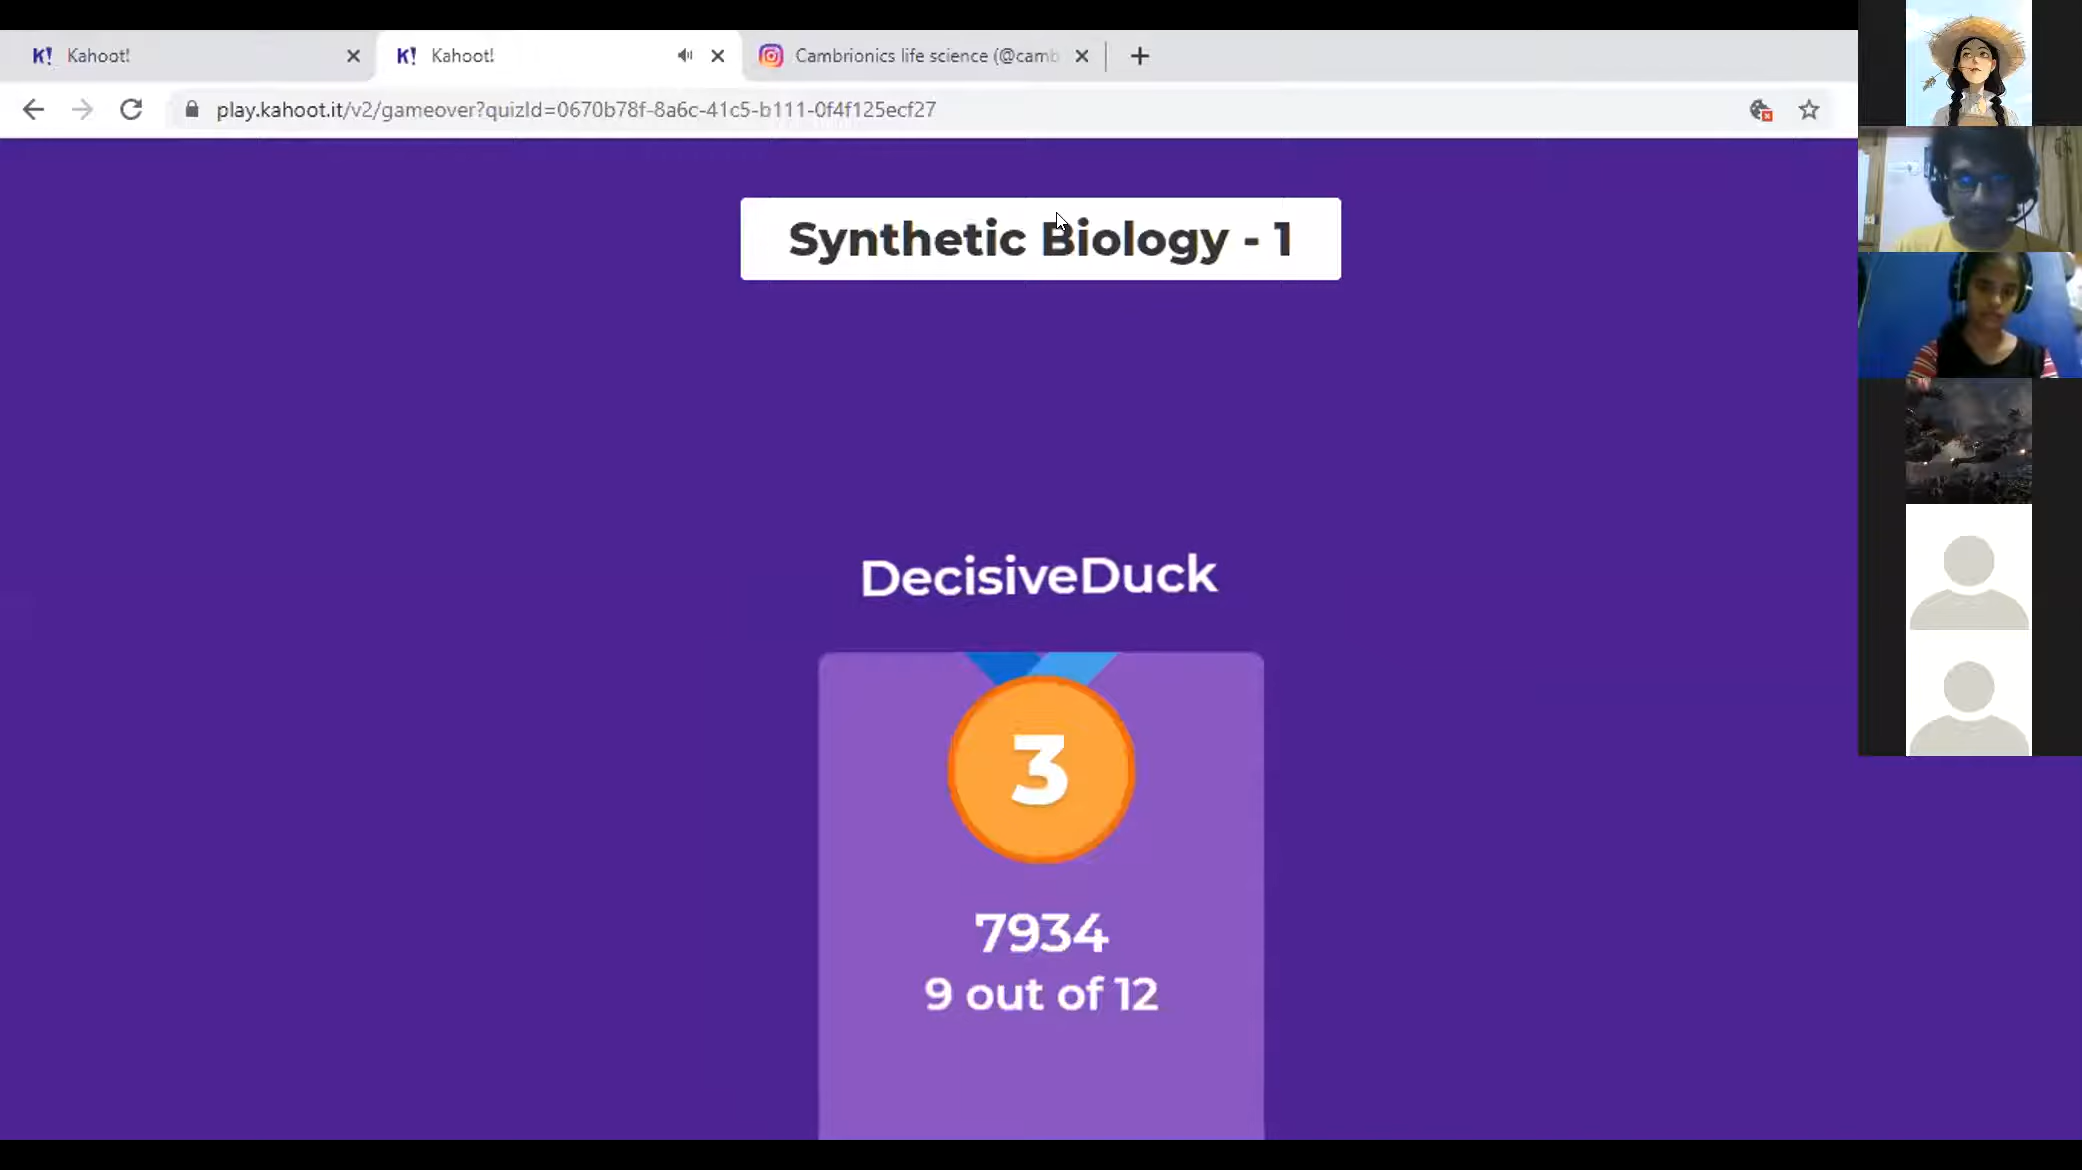 K! Kahoot!
K! Kahoot!
Cambrionics life science (@camb
play.kahoot.it/v2/gameover?quizId=0670b78f-8a6c-41c5-b111-0f4f125ecf27
Synthetic Biology - 1
DecisiveDuck
3
7934
9 out of 12